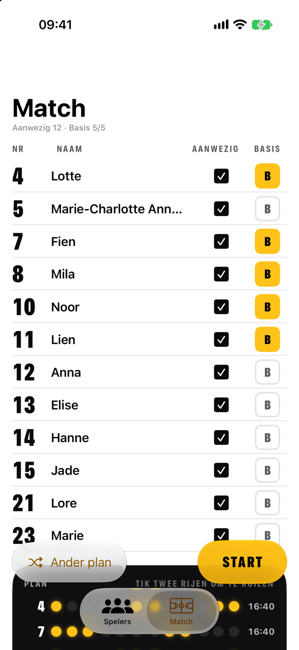 09:41
Match
Aanwezig 12 · Basis 5/5
NR NAAM AANWEZIG BASIS
4 Lotte B
5 Marie-Charlotte Ann... B
7 Fien B
8 Mila B
10 Noor B
11 Lien B
12 Anna B
13 Elise B
14 Hanne B
15 Jade B
21 Lore B
23 Marie
Ander plan START
PLAN TIK TWEE RIJEN OM TE RUILEN
4 16:40
Spelers Match
7 16:40